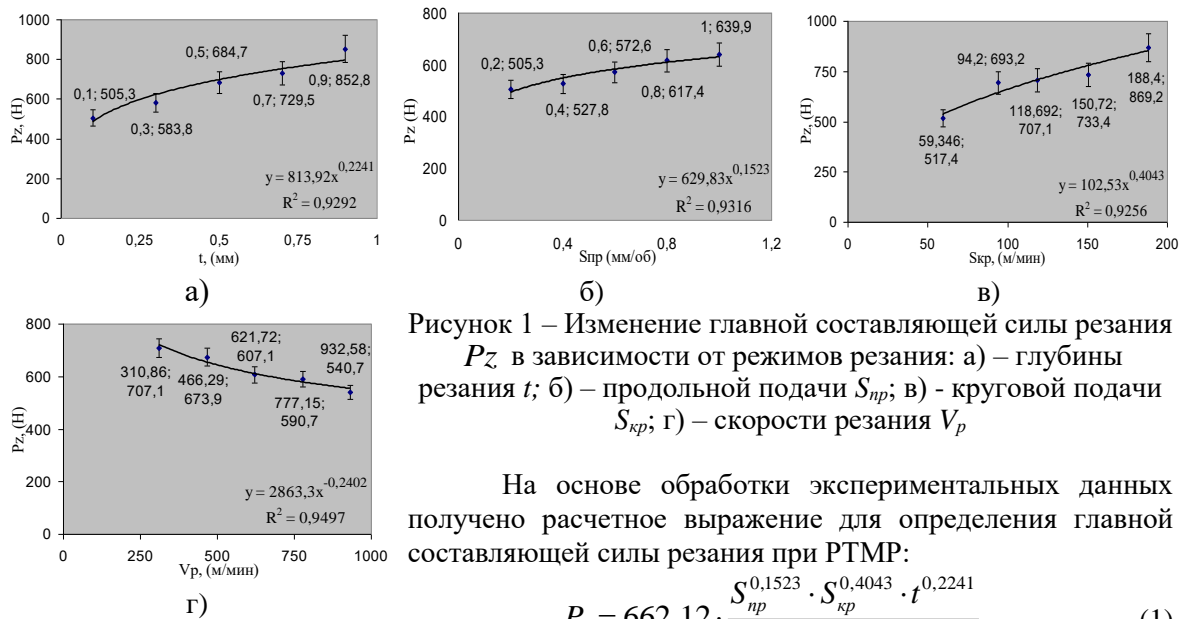 Pz, (Н)
1000
800
600
400
200
0
0,1; 505,3
0,3; 583,8
0,5; 684,7
0,7; 729,5
0,9; 852,8
y = 813,92x^0,2241
R² = 0,9292
0 0,25 0,5 0,75 1
t, (мм)
а)
Pz (Н)
800
600
400
200
0
0,2; 505,3
0,4; 527,8
0,6; 572,6
0,8; 617,4
1; 639,9
y = 629,83x^0,1523
R² = 0,9316
0 0,4 0,8 1,2
Sпр (мм/об)
б)
Pz, (Н)
1000
750
500
250
0
59,346;
517,4
94,2; 693,2
118,692;
707,1
150,72;
733,4
188,4;
869,2
y = 102,53x^0,4043
R² = 0,9256
0 50 100 150 200
Sкр, (м/мин)
в)
Pz, (Н)
800
600
400
200
0
310,86;
707,1
466,29;
673,9
621,72;
607,1
777,15;
590,7
932,58;
540,7
y = 2863,3x^-0,2402
R² = 0,9497
0 250 500 750 1000
Vр, (м/мин)
г)
Рисунок 1 – Изменение главной составляющей силы резания
Pz в зависимости от режимов резания: а) – глубины
резания t; б) – продольной подачи Sпр; в) - круговой подачи
Sкр; г) – скорости резания Vр
На основе обработки экспериментальных данных
получено расчетное выражение для определения главной
составляющей силы резания при РТМР:
P = 662,12 · Sпр^0,1523 · Sкр^0,4043 · t^0,2241 (1)